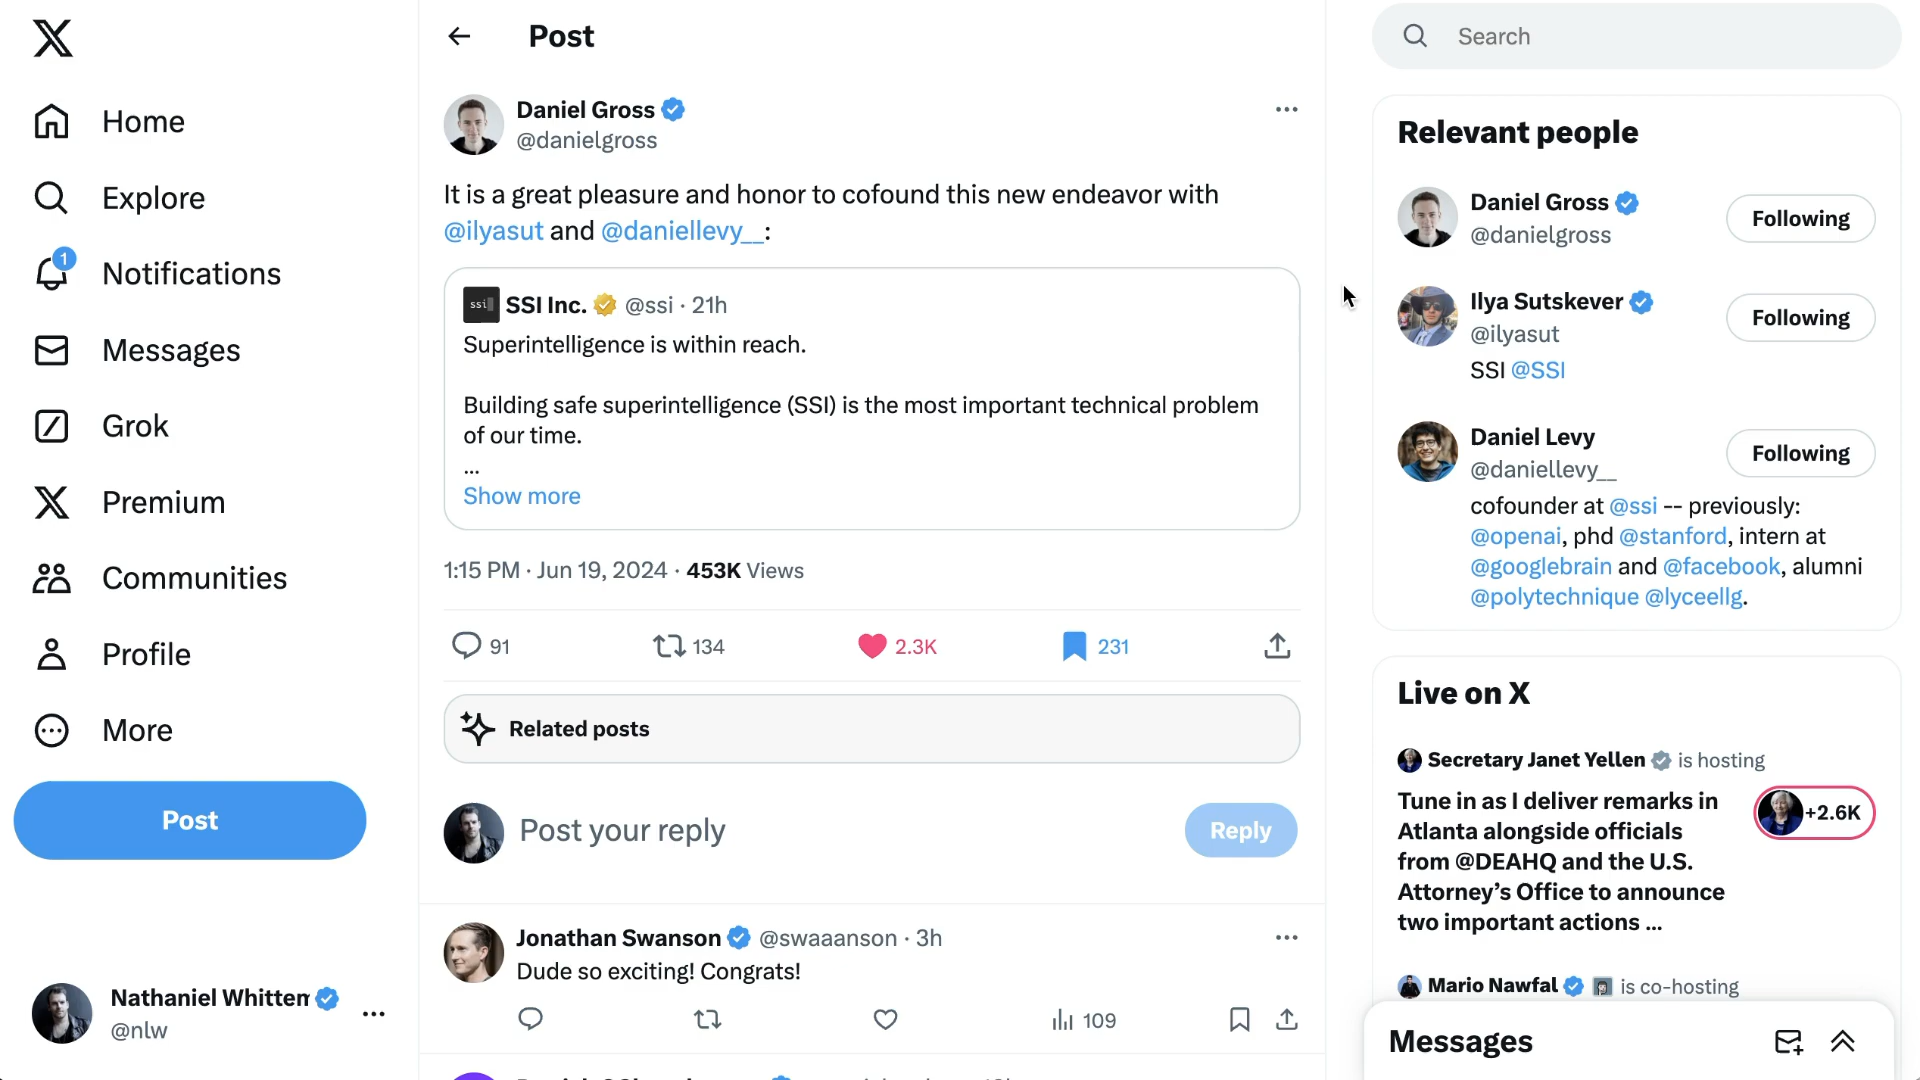 Home
Explore
1
Notifications
Messages
Grok
Premium
Communities
Profile
More
Post
Nathaniel Whittem
@nlw
Post
Daniel Gross
@danielgross
It is a great pleasure and honor to cofound this new endeavor with
@ilyasut and @daniellevy__:
ssi
SSI Inc. @ssi · 21h
Superintelligence is within reach.
Building safe superintelligence (SSI) is the most important technical problem
of our time.
...
Show more
1:15 PM · Jun 19, 2024 · 453K Views
91
134
2.3K
231
Related posts
Post your reply
Reply
Jonathan Swanson @swaaanson · 3h
Dude so exciting! Congrats!
109
Search
Relevant people
Daniel Gross
@danielgross
Following
Ilya Sutskever
@ilyasut
Following
SSI @SSI
Daniel Levy
@daniellevy__
Following
cofounder at @ssi -- previously:
@openai, phd @stanford, intern at
@googlebrain and @facebook, alumni
@polytechnique @lyceellg.
Live on X
Secretary Janet Yellen is hosting
Tune in as I deliver remarks in
Atlanta alongside officials
from @DEAHQ and the U.S.
Attorney’s Office to announce
two important actions ...
+2.6K
Mario Nawfal is co-hosting
Messages